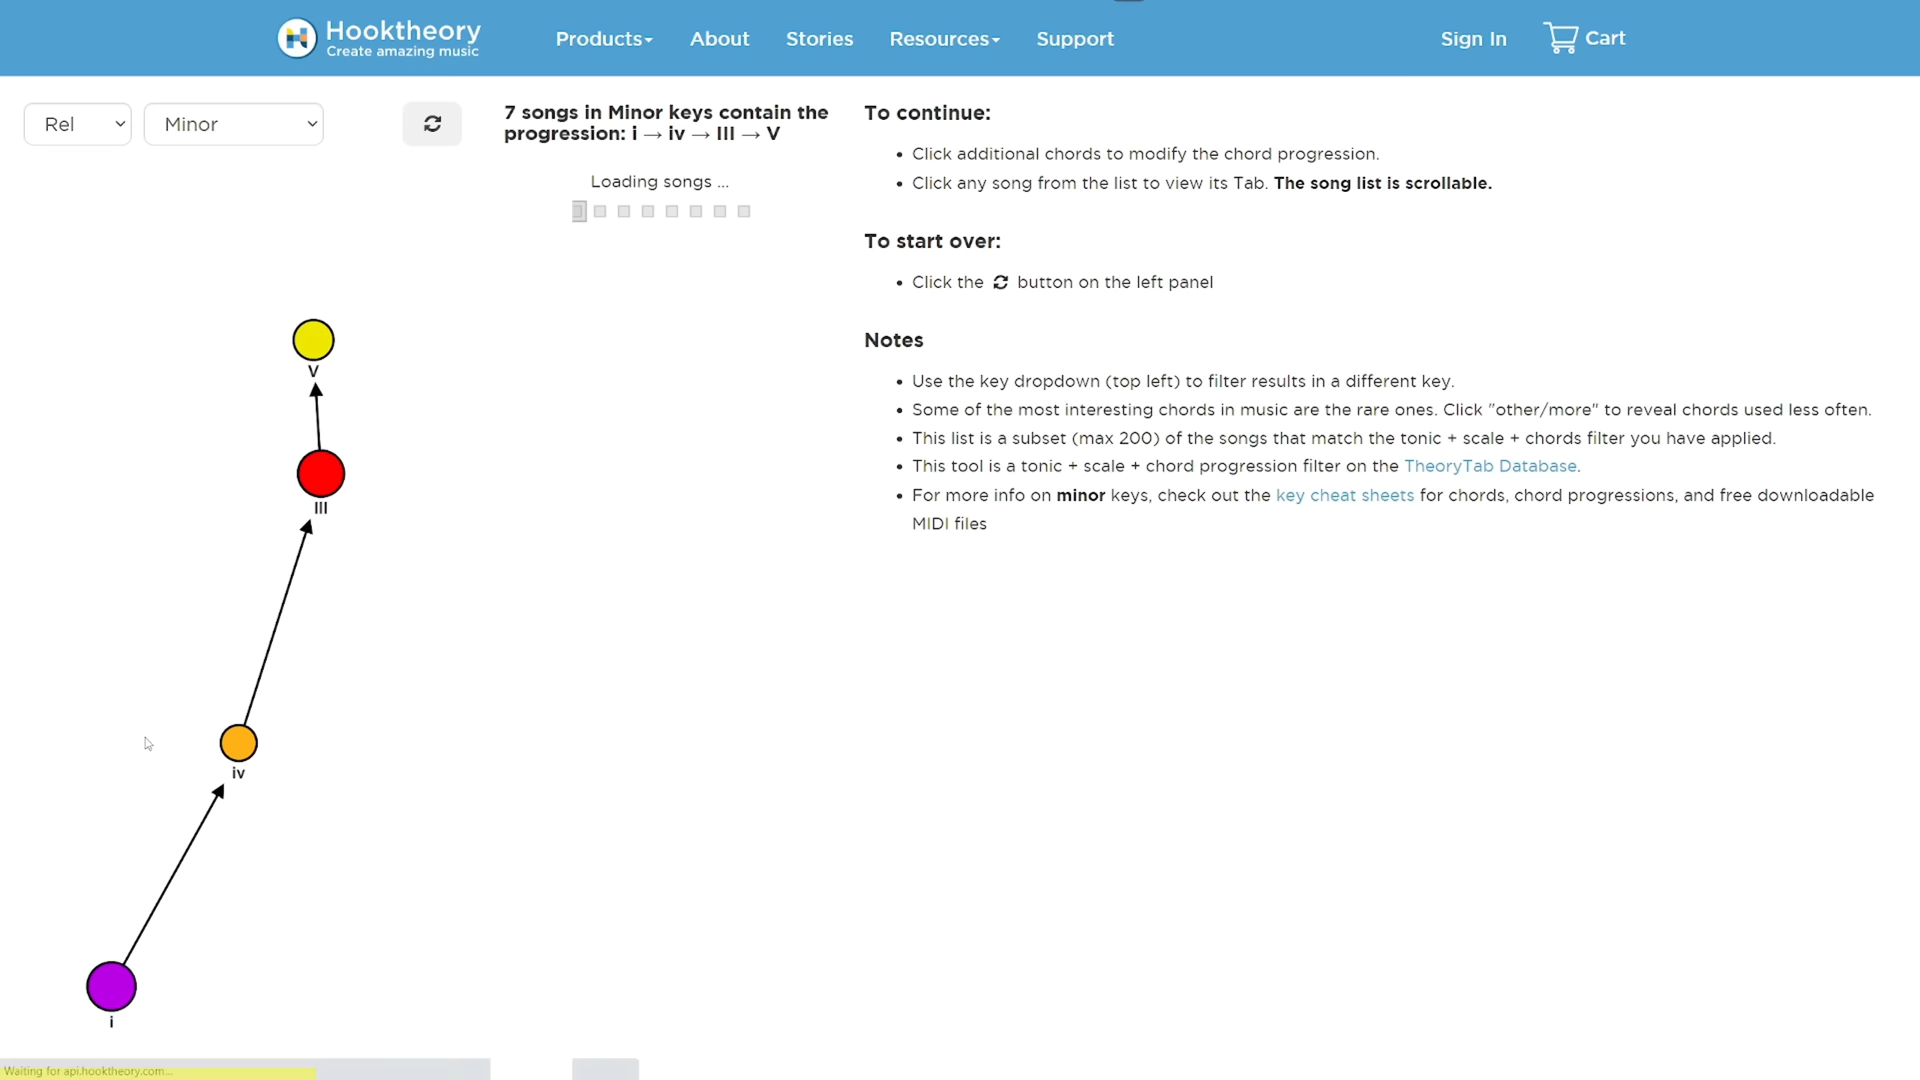 Hooktheory
Create amazing music
Products
About
Stories
Resources
Support
Sign In
Cart
Rel
Minor
7 songs in Minor keys contain the
progression: i → iv → III → V
Loading songs ...
V
III
iv
i
To continue:
• Click additional chords to modify the chord progression.
• Click any song from the list to view its Tab. The song list is scrollable.
To start over:
• Click the button on the left panel
Notes
• Use the key dropdown (top left) to filter results in a different key.
• Some of the most interesting chords in music are the rare ones. Click "other/more" to reveal chords used less often.
• This list is a subset (max 200) of the songs that match the tonic + scale + chords filter you have applied.
• This tool is a tonic + scale + chord progression filter on the TheoryTab Database.
• For more info on minor keys, check out the key cheat sheets for chords, chord progressions, and free downloadable
MIDI files
Waiting for api.hooktheory.com...